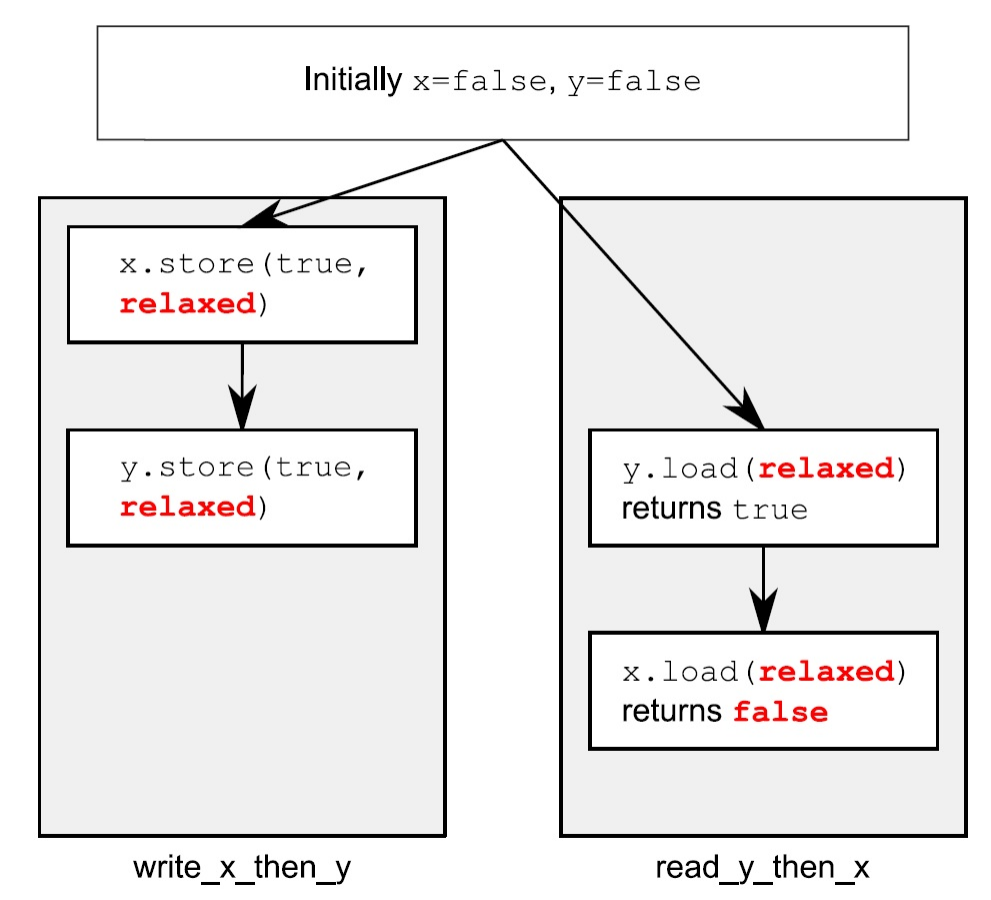 Initially x=false, y=false
x.store(true,
relaxed)
y.store(true,
relaxed)
write_x_then_y
y.load(relaxed)
returns true
x.load(relaxed)
returns false
read_y_then_x